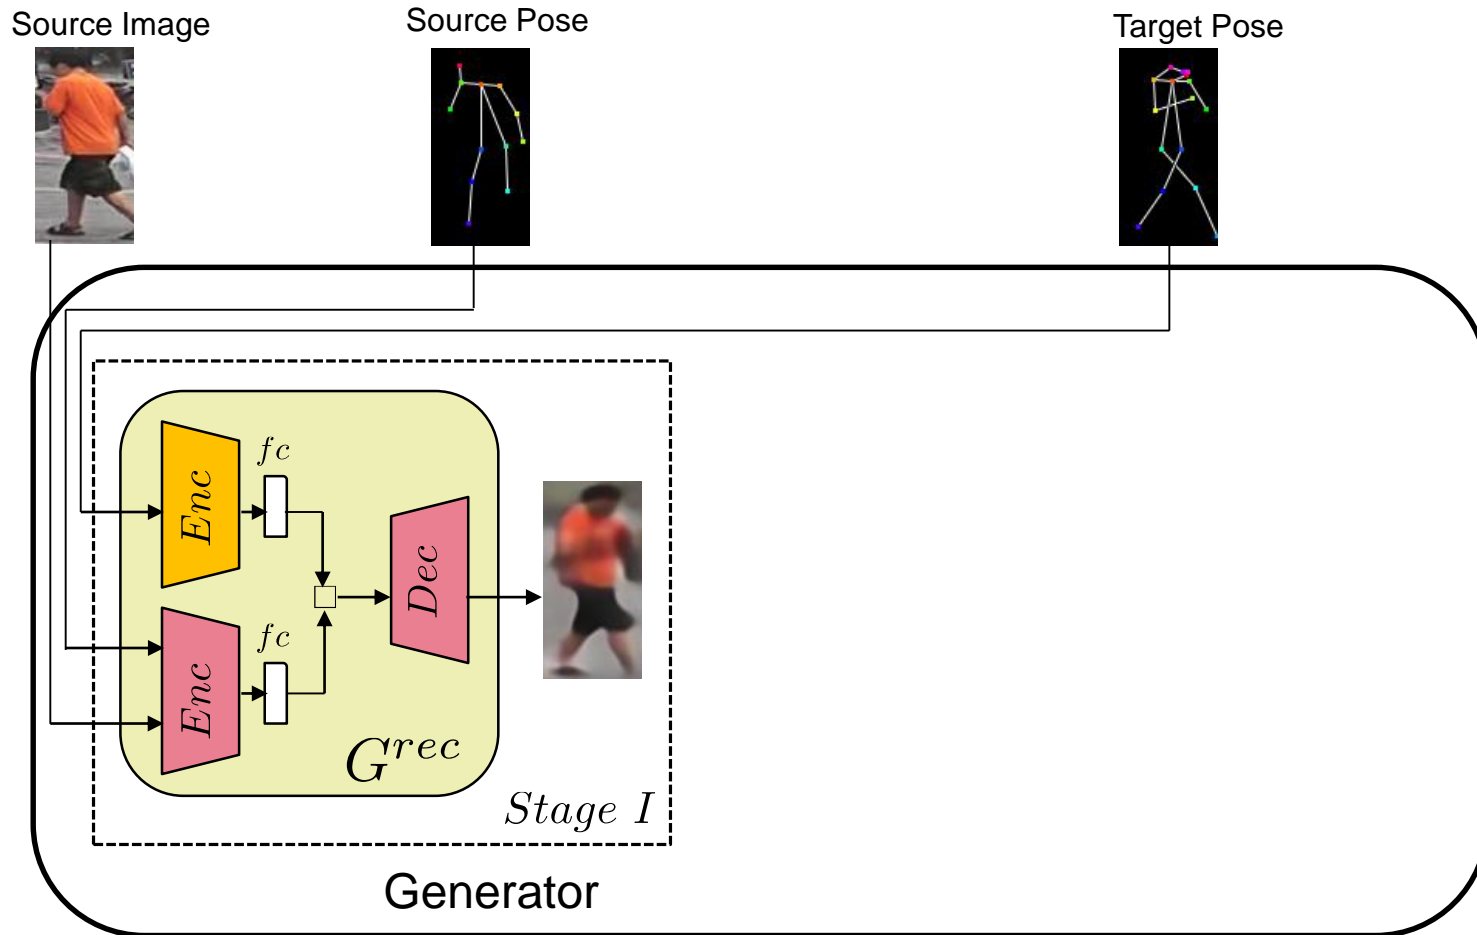 Source Image
Source Pose
Target Pose
fc
Enc
Dec
fc
Enc
G^{rec}
Stage I
Generator